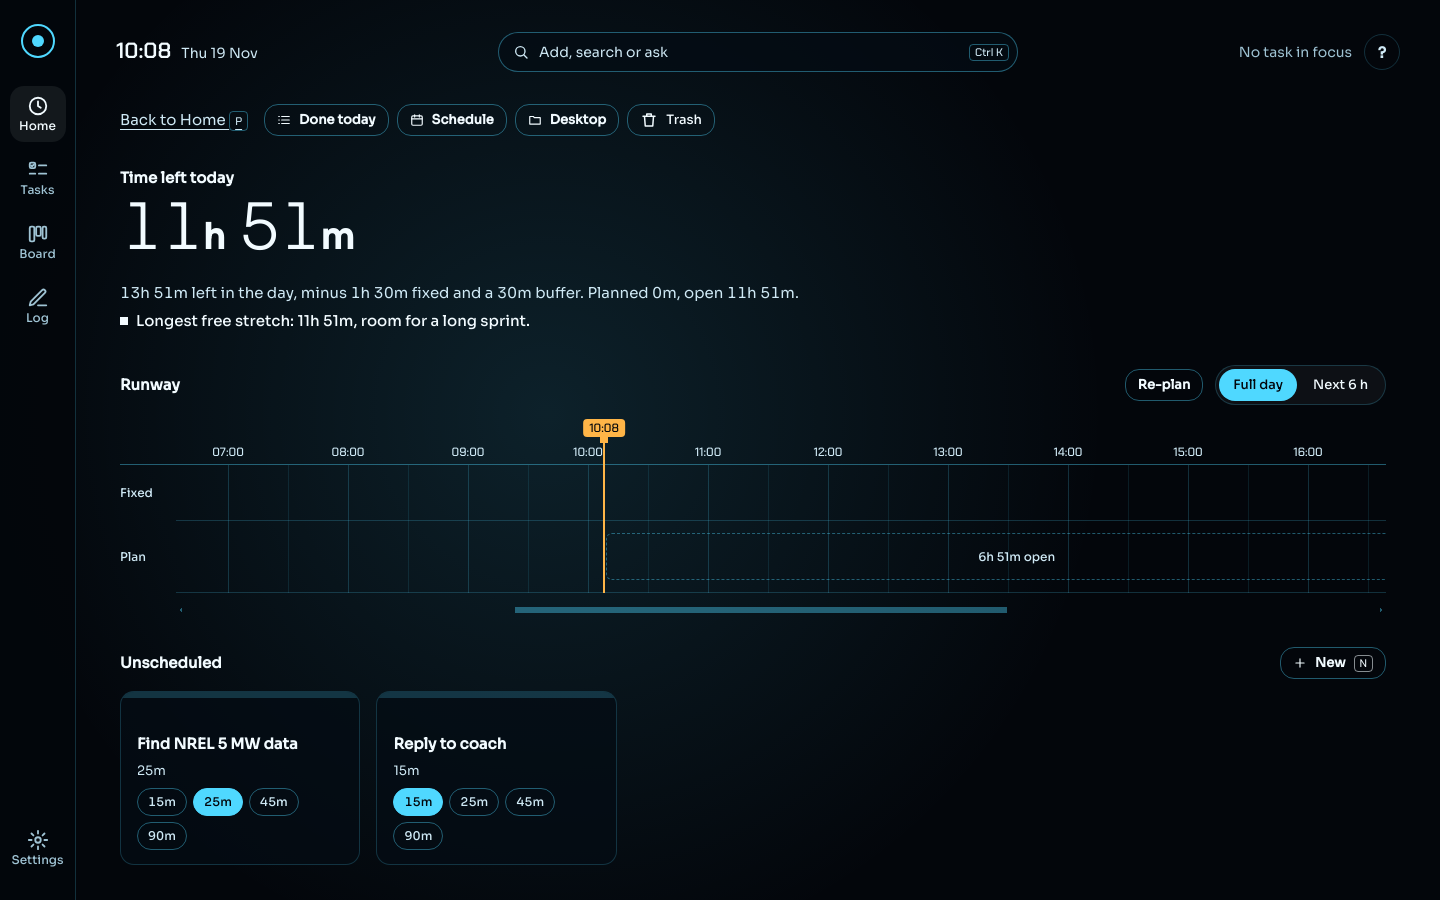 10:08 Thu 19 Nov
Add, search or ask Ctrl K
No task in focus ?
Home
Tasks
Board
Log
Settings
Back to Home P
Done today
Schedule
Desktop
Trash
Time left today
11h 51m
13h 51m left in the day, minus 1h 30m fixed and a 30m buffer. Planned 0m, open 11h 51m.
Longest free stretch: 11h 51m, room for a long sprint.
Runway
Re-plan
Full day
Next 6 h
10:08
07:00 08:00 09:00 10:00 11:00 12:00 13:00 14:00 15:00 16:00
Fixed
Plan
6h 51m open
Unscheduled
New N
Find NREL 5 MW data
25m
15m 25m 45m
90m
Reply to coach
15m
15m 25m 45m
90m